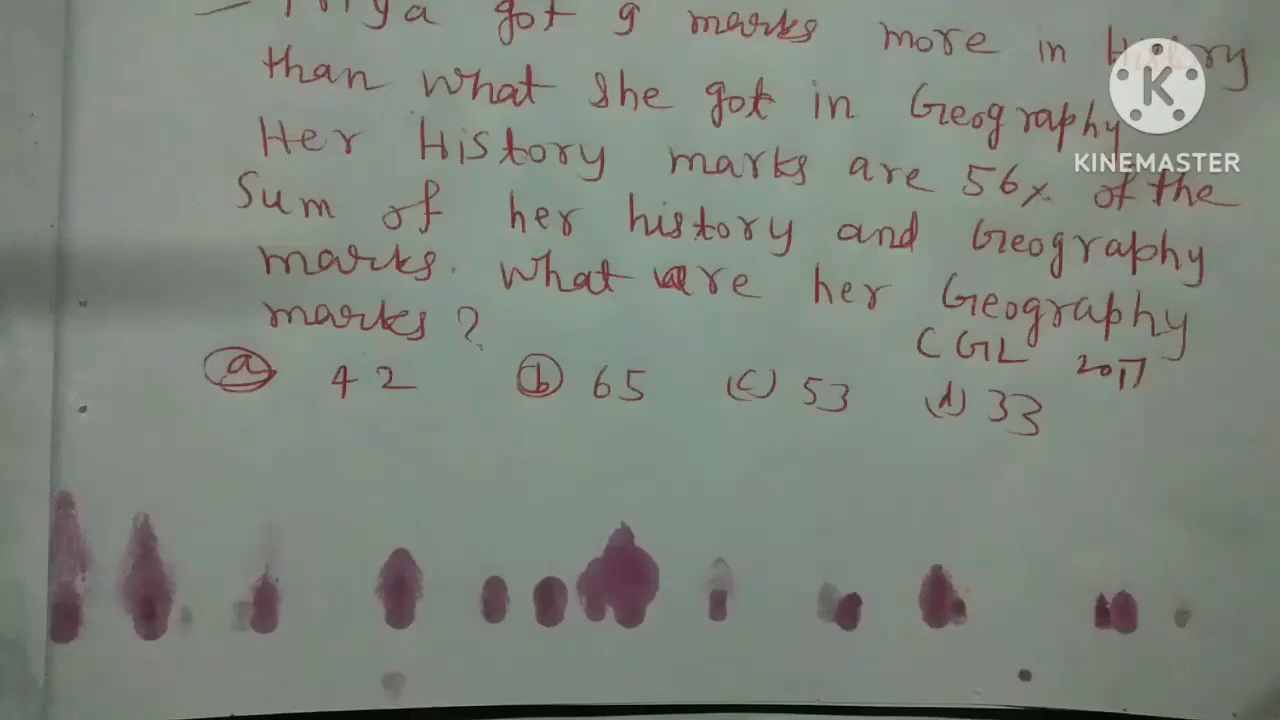 got 9 marks more in
than what she got in Geography
Her History marks are 56% of the
Sum of her history and Geography
marks. What are her Geography
marks?
CGL 2017
(a) 42 (b) 65 (c) 53 (d) 33
K
KINEMASTER